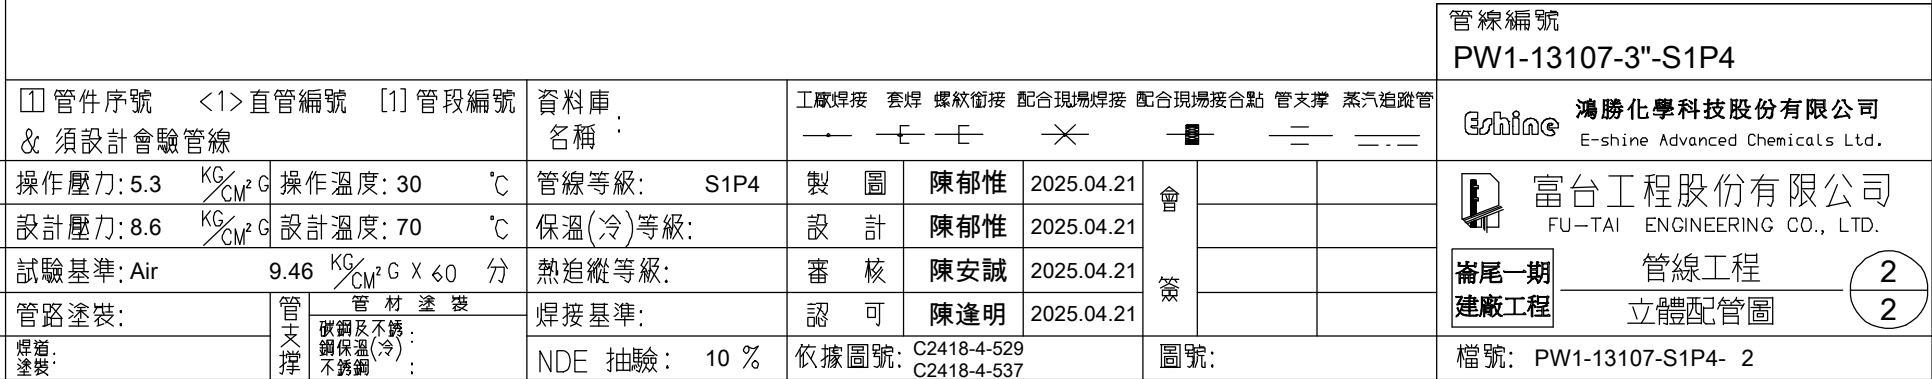 管線編號
PW1-13107-3"-S1P4
1 管件序號 <1>直管編號 [1]管段編號
& 須設計會驗管線
資料庫
名稱 :
工廠焊接 套焊 螺紋銜接 配合現場焊接 配合現場接合點 管支撐 蒸汽追蹤管
Eshine 鴻勝化學科技股份有限公司
E-shine Advanced Chemicals Ltd.
操作壓力: 5.3 KG/CM² G 操作溫度: 30 °C 管線等級: S1P4
設計壓力: 8.6 KG/CM² G 設計溫度: 70 °C 保溫(冷)等級:
試驗基準: Air 9.46 KG/CM² G X 60 分 熱追縱等級:
管路塗裝:
焊道:
塗裝:
管支撐
管材塗裝
碳鋼及不銹 :
鋼保溫(冷)
不銹鋼 :
焊接基準:
NDE 抽驗: 10 %
製圖 陳郁惟 2025.04.21
設計 陳郁惟 2025.04.21
審核 陳安誠 2025.04.21
認可 陳逢明 2025.04.21
會簽
依據圖號: C2418-4-529
C2418-4-537
圖號:
富台工程股份有限公司
FU-TAI ENGINEERING CO., LTD.
崙尾一期
建廠工程
管線工程
立體配管圖
2
2
檔號: PW1-13107-S1P4- 2